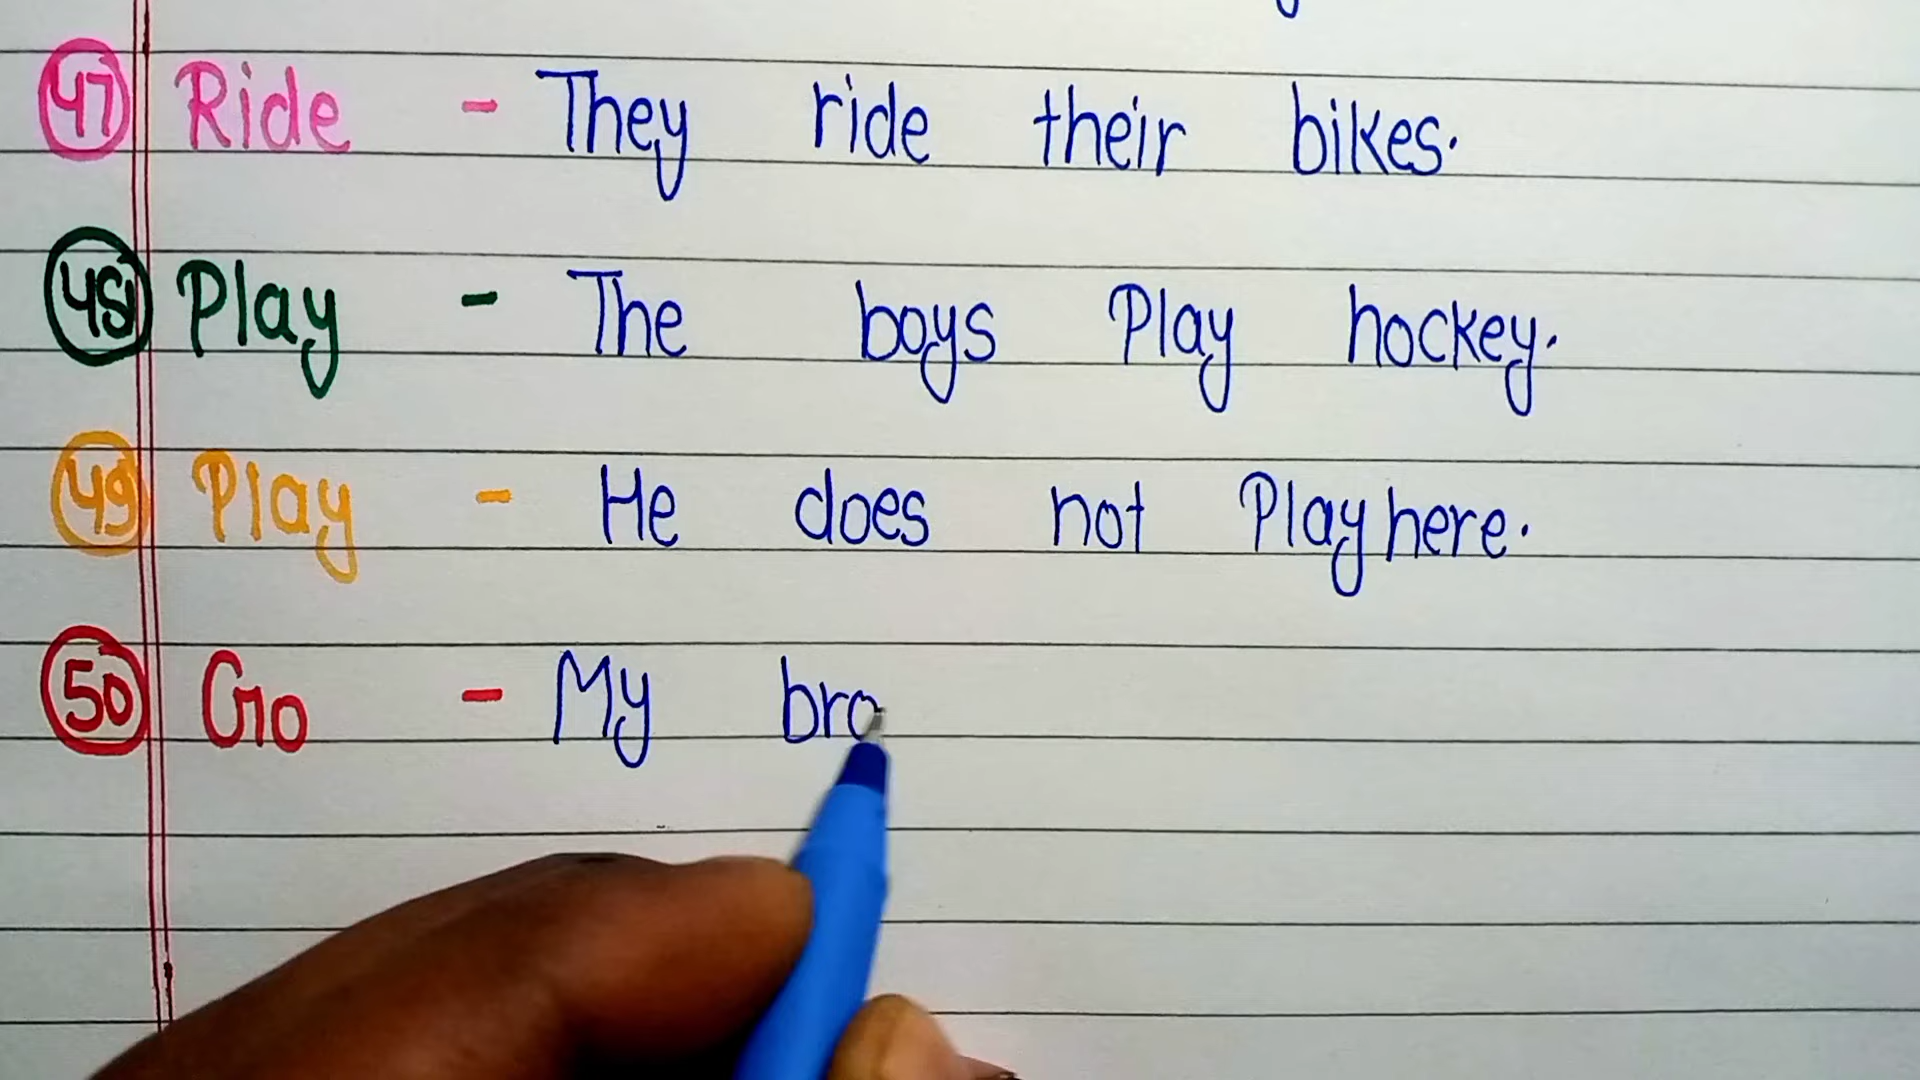 47 Ride - They ride their bikes.
48 Play - The boys Play hockey.
49 Play - He does not Play here.
50 Go - My bro